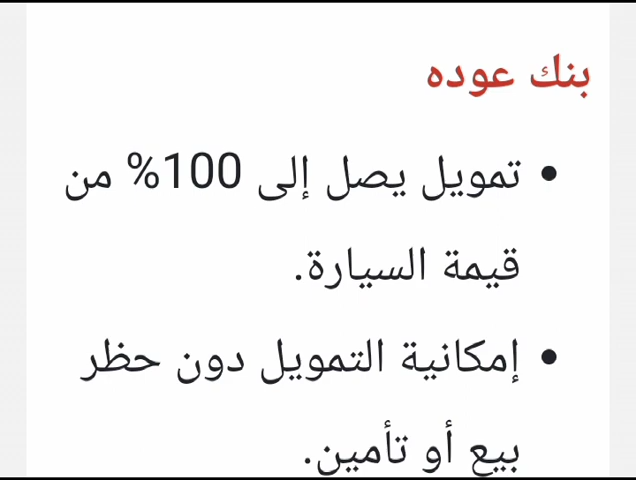 بنك عوده
• تمويل يصل إلى 100% من
قيمة السيارة.
• إمكانية التمويل دون حظر
بيع أو تأمين.